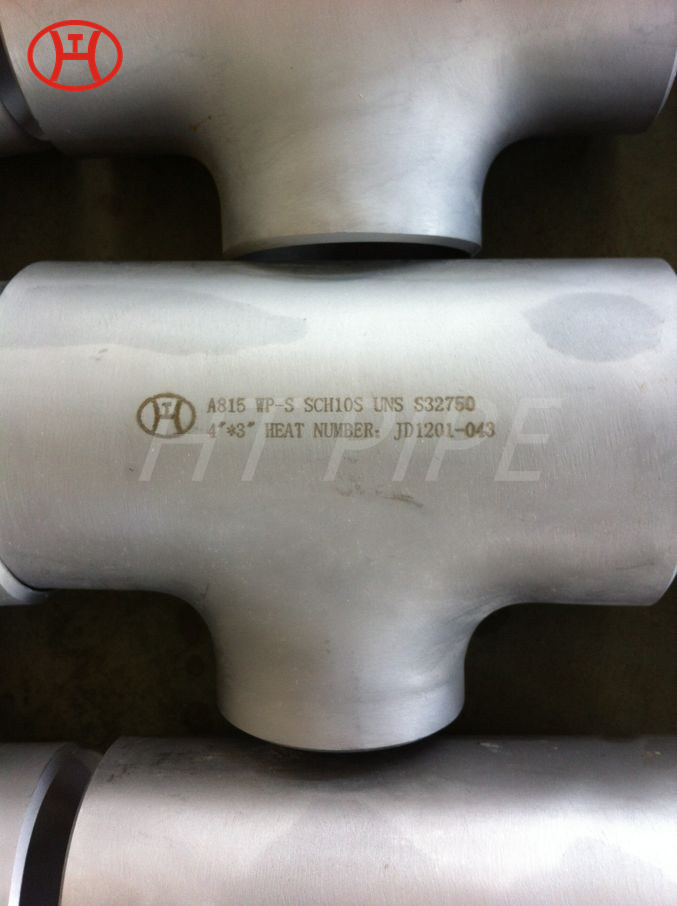 A815 WP-S SCH10S UNS S32750
4"*3" HEAT NUMBER: JD1201-043
HT PIPE